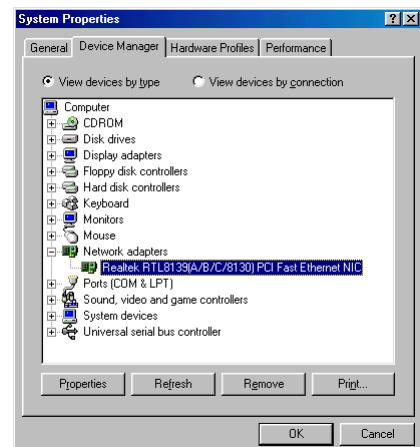 System Properties
General Device Manager Hardware Profiles Performance
View devices by type View devices by connection
Computer
CDROM
Disk drives
Display adapters
Floppy disk controllers
Hard disk controllers
Keyboard
Monitors
Mouse
Network adapters
Realtek RTL8139(A/B/C/8130) PCI Fast Ethernet NIC
Ports (COM & LPT)
Sound, video and game controllers
System devices
Universal serial bus controller
Properties Refresh Remove Print...
OK Cancel